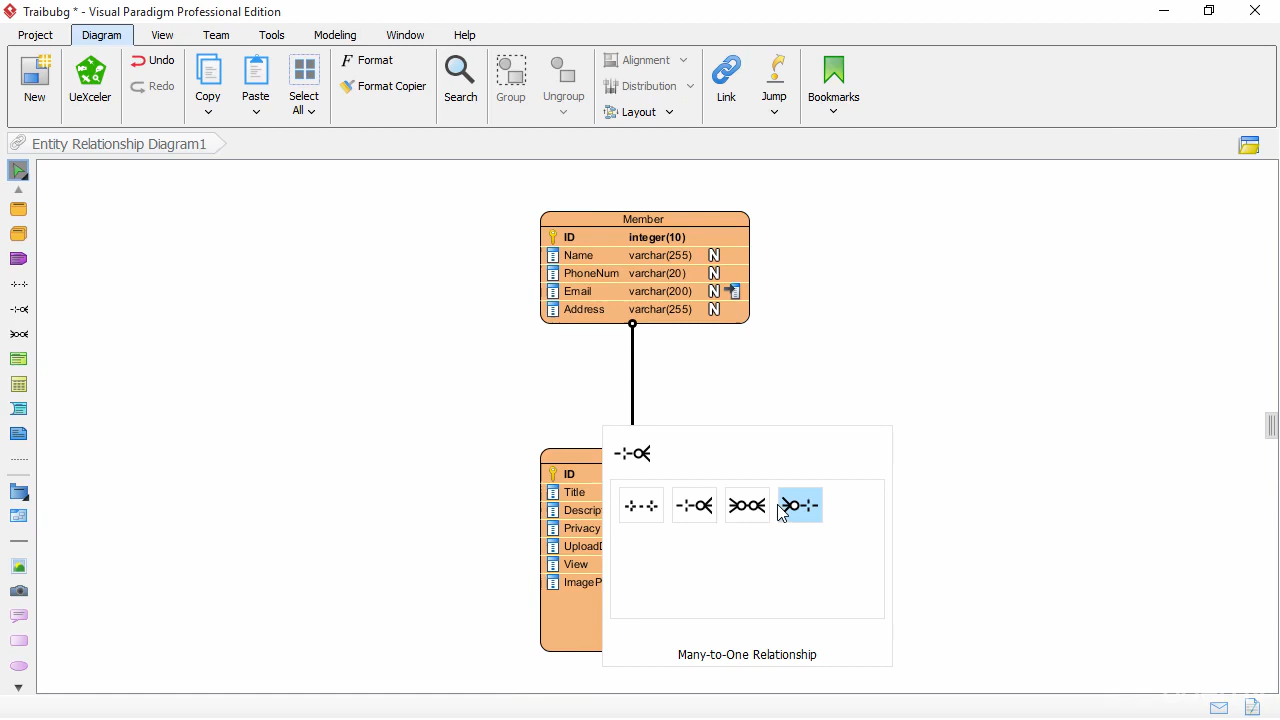 Traibubg * - Visual Paradigm Professional Edition
Project Diagram View Team Tools Modeling Window Help
New
UeXceler
Undo
Redo
Copy
Paste
Select
All
Format
Format Copier
Search
Group
Ungroup
Alignment
Distribution
Layout
Link
Jump
Bookmarks
Entity Relationship Diagram1
Member
ID integer(10)
Name varchar(255) N
PhoneNum varchar(20) N
Email varchar(200) N
Address varchar(255) N
ID
Title
Descrip
Privacy
UploadD
View
ImageP
Many-to-One Relationship